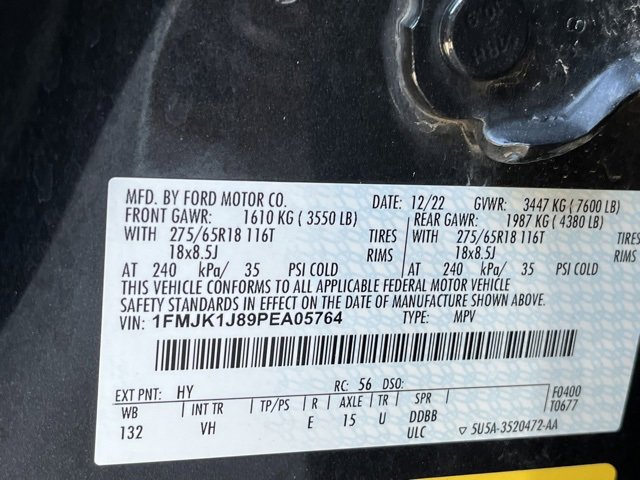 MFD. BY FORD MOTOR CO. DATE: 12/22 GVWR: 3447 KG (7600 LB)
FRONT GAWR: 1610 KG (3550 LB) REAR GAWR: 1987 KG (4380 LB)
WITH 275/65R18 116T TIRES WITH 275/65R18 116T TIRES
18x8.5J RIMS 18x8.5J RIMS
AT 240 kPa/ 35 PSI COLD AT 240 kPa/ 35 PSI COLD
THIS VEHICLE CONFORMS TO ALL APPLICABLE FEDERAL MOTOR VEHICLE
SAFETY STANDARDS IN EFFECT ON THE DATE OF MANUFACTURE SHOWN ABOVE.
VIN: 1FMJK1J89PEA05764 TYPE: MPV
EXT PNT: HY RC: 56 DSO: F0400
WB INT TR TP/PS R AXLE TR SPR T0677
132 VH E 15 U DDBB
ULC ▽ 5U5A-3520472-AA